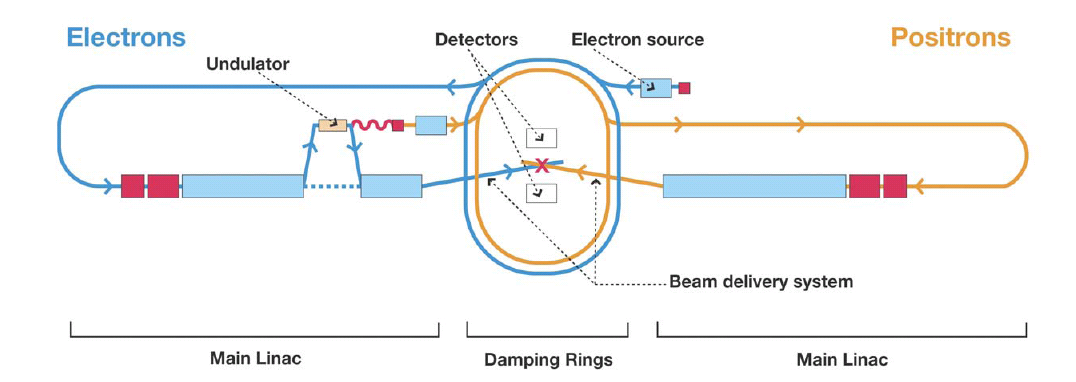 Electrons
Detectors
Electron source
Positrons
Undulator
X
Beam delivery system
Main Linac
Damping Rings
Main Linac